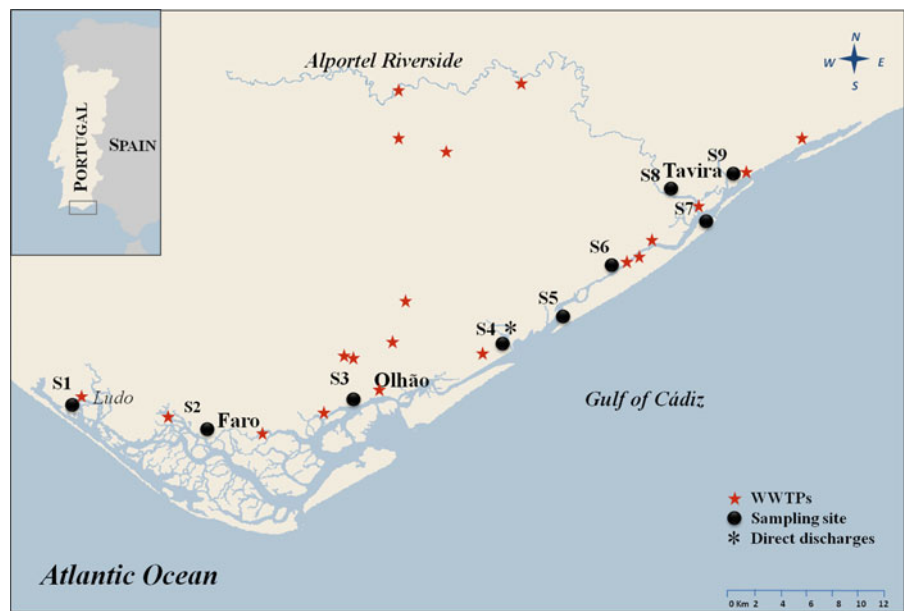 Alportel Riverside
N
W E
S
PORTUGAL
SPAIN
S9
S8 Tavira
S7
S6
S5
S4 *
S3 Olhão
S1
Ludo
S2 Faro
Gulf of Cádiz
WWTPs
Sampling site
* Direct discharges
Atlantic Ocean
0 Km 2 4 6 8 10 12